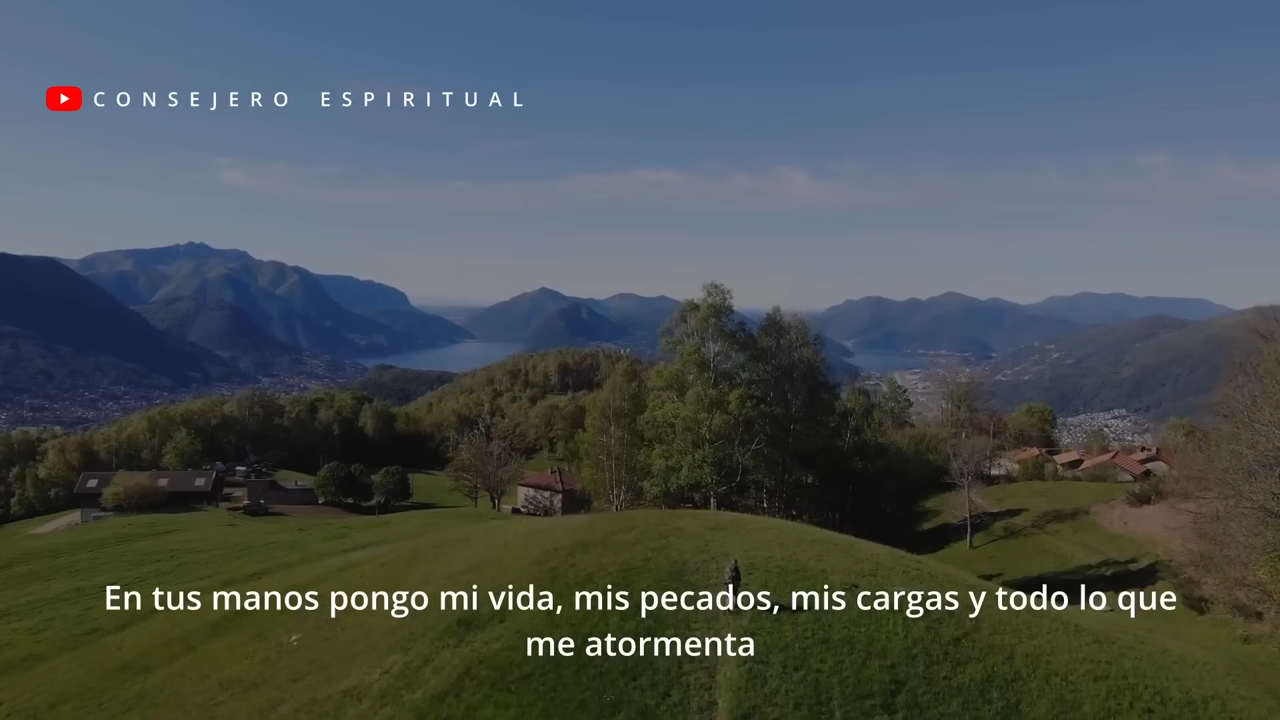 CONSEJERO ESPIRITUAL
En tus manos pongo mi vida, mis pecados, mis cargas y todo lo que
me atormenta